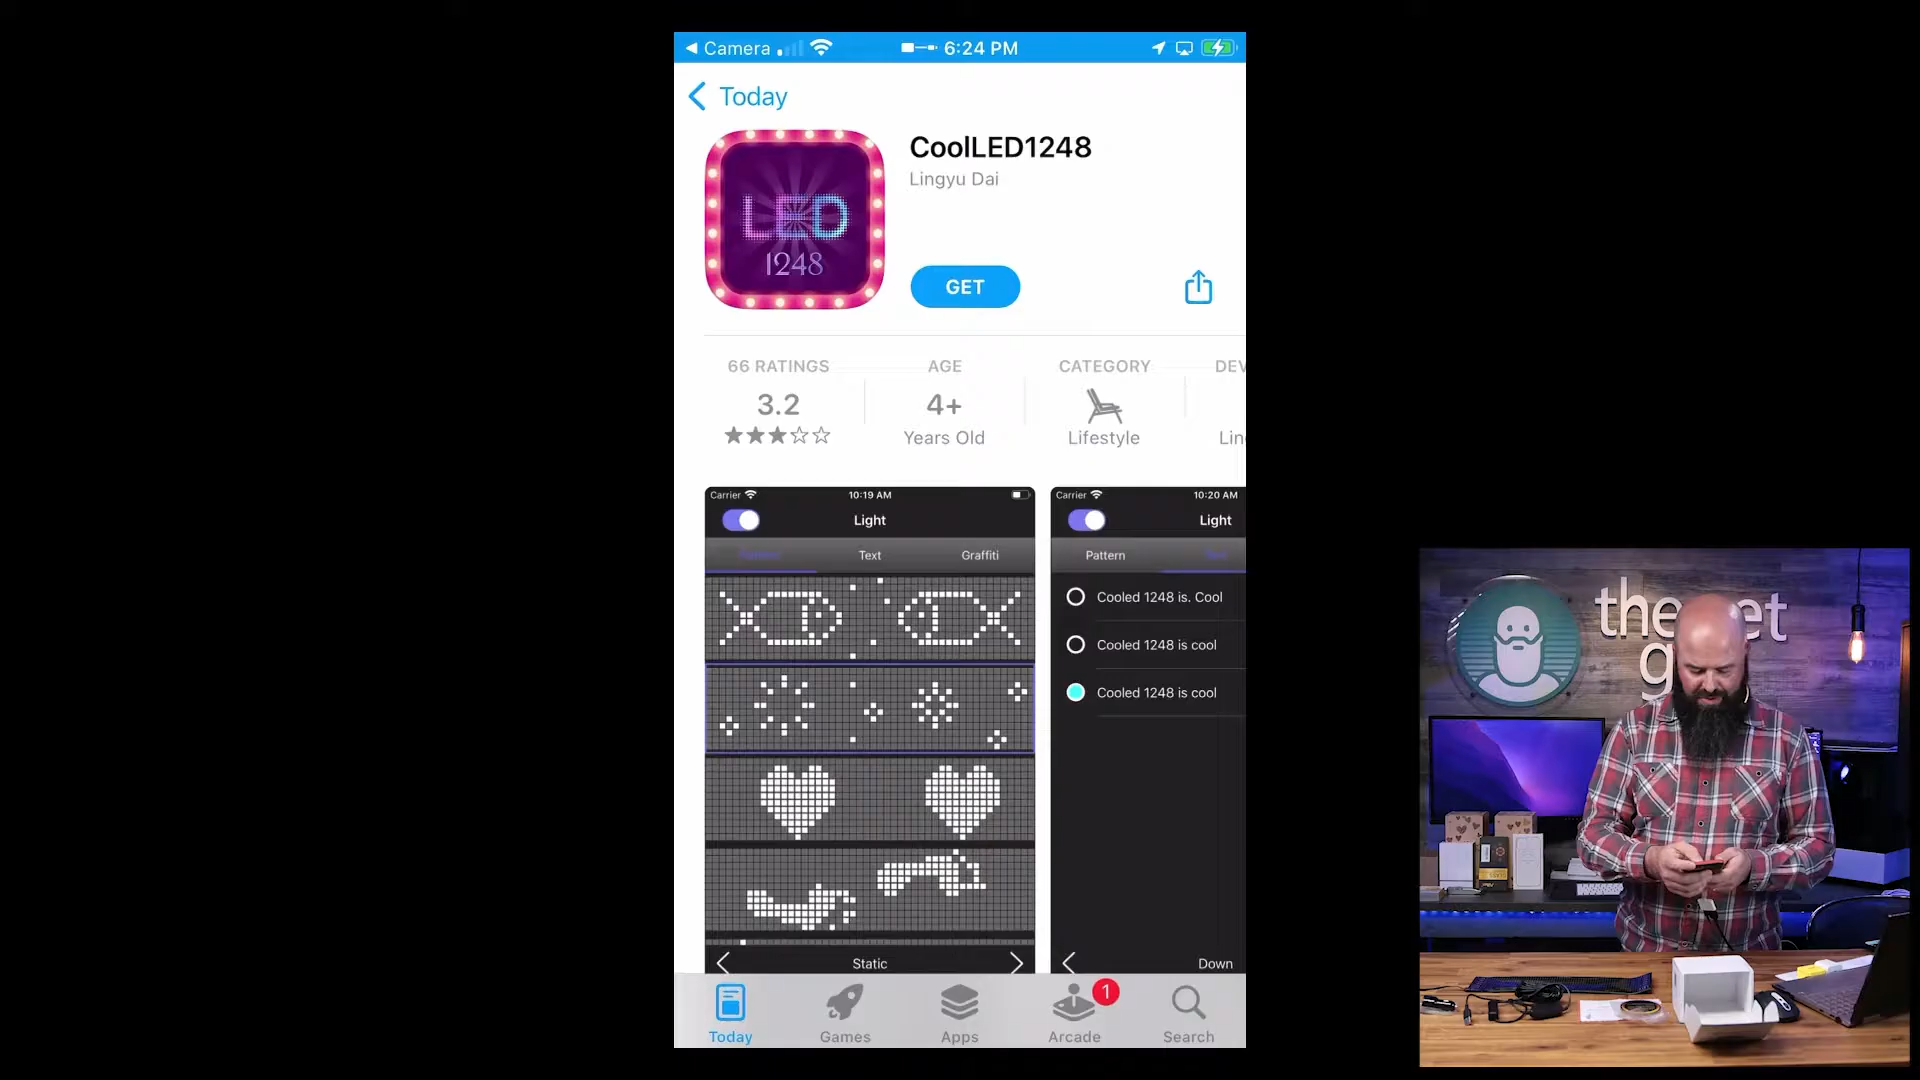 Camera 6:24 PM
Today
CoolLED1248
Lingyu Dai
LED
1248
GET
66 RATINGS AGE CATEGORY DEV
3.2 4+
Years Old Lifestyle Lin
Carrier 10:19 AM
Light
Text Graffiti
Static
Carrier 10:20 AM
Light
Pattern
Cooled 1248 is. Cool
Cooled 1248 is cool
Cooled 1248 is cool
Down
1
Today Games Apps Arcade Search
the